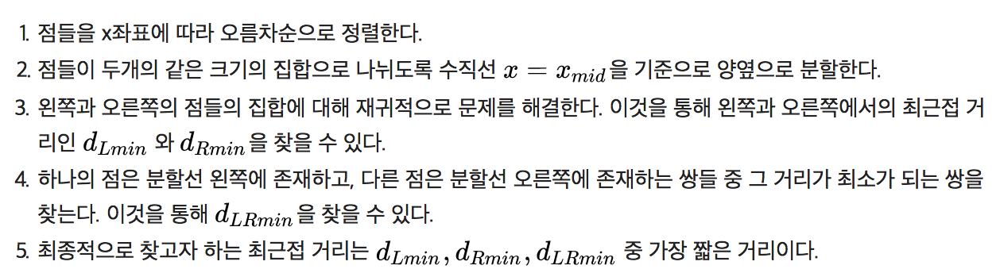 1. 점들을 x좌표에 따라 오름차순으로 정렬한다.
2. 점들이 두개의 같은 크기의 집합으로 나뉘도록 수직선 x = x_{mid}을 기준으로 양옆으로 분할한다.
3. 왼쪽과 오른쪽의 점들의 집합에 대해 재귀적으로 문제를 해결한다. 이것을 통해 왼쪽과 오른쪽에서의 최근접 거
리인 d_{Lmin} 와 d_{Rmin}을 찾을 수 있다.
4. 하나의 점은 분할선 왼쪽에 존재하고, 다른 점은 분할선 오른쪽에 존재하는 쌍들 중 그 거리가 최소가 되는 쌍을
찾는다. 이것을 통해 d_{LRmin}을 찾을 수 있다.
5. 최종적으로 찾고자 하는 최근접 거리는 d_{Lmin}, d_{Rmin}, d_{LRmin} 중 가장 짧은 거리이다.